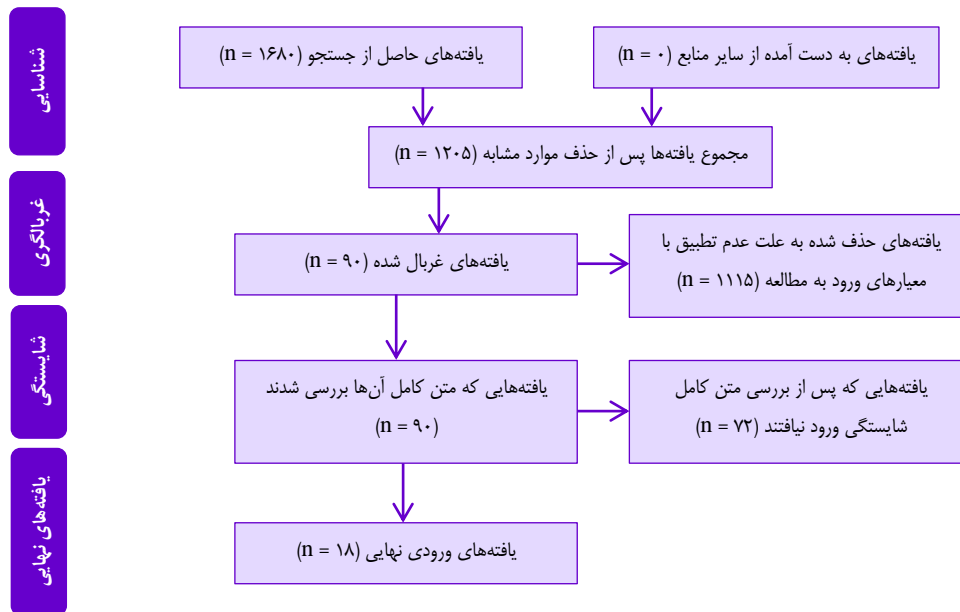 شناسایی
یافته‌های به دست آمده از سایر منابع (n = ۰)
یافته‌های حاصل از جستجو (n = ۱۶۸۰)
مجموع یافته‌ها پس از حذف موارد مشابه (n = ۱۲۰۵)
غربالگری
یافته‌های غربال شده (n = ۹۰)
یافته‌های حذف شده به علت عدم تطبیق با
معیارهای ورود به مطالعه (n = ۱۱۱۵)
شایستگی
یافته‌هایی که متن کامل آن‌ها بررسی شدند
(n = ۹۰)
یافته‌هایی که پس از بررسی متن کامل
شایستگی ورود نیافتند (n = ۷۲)
یافته‌های نهایی
یافته‌های ورودی نهایی (n = ۱۸)